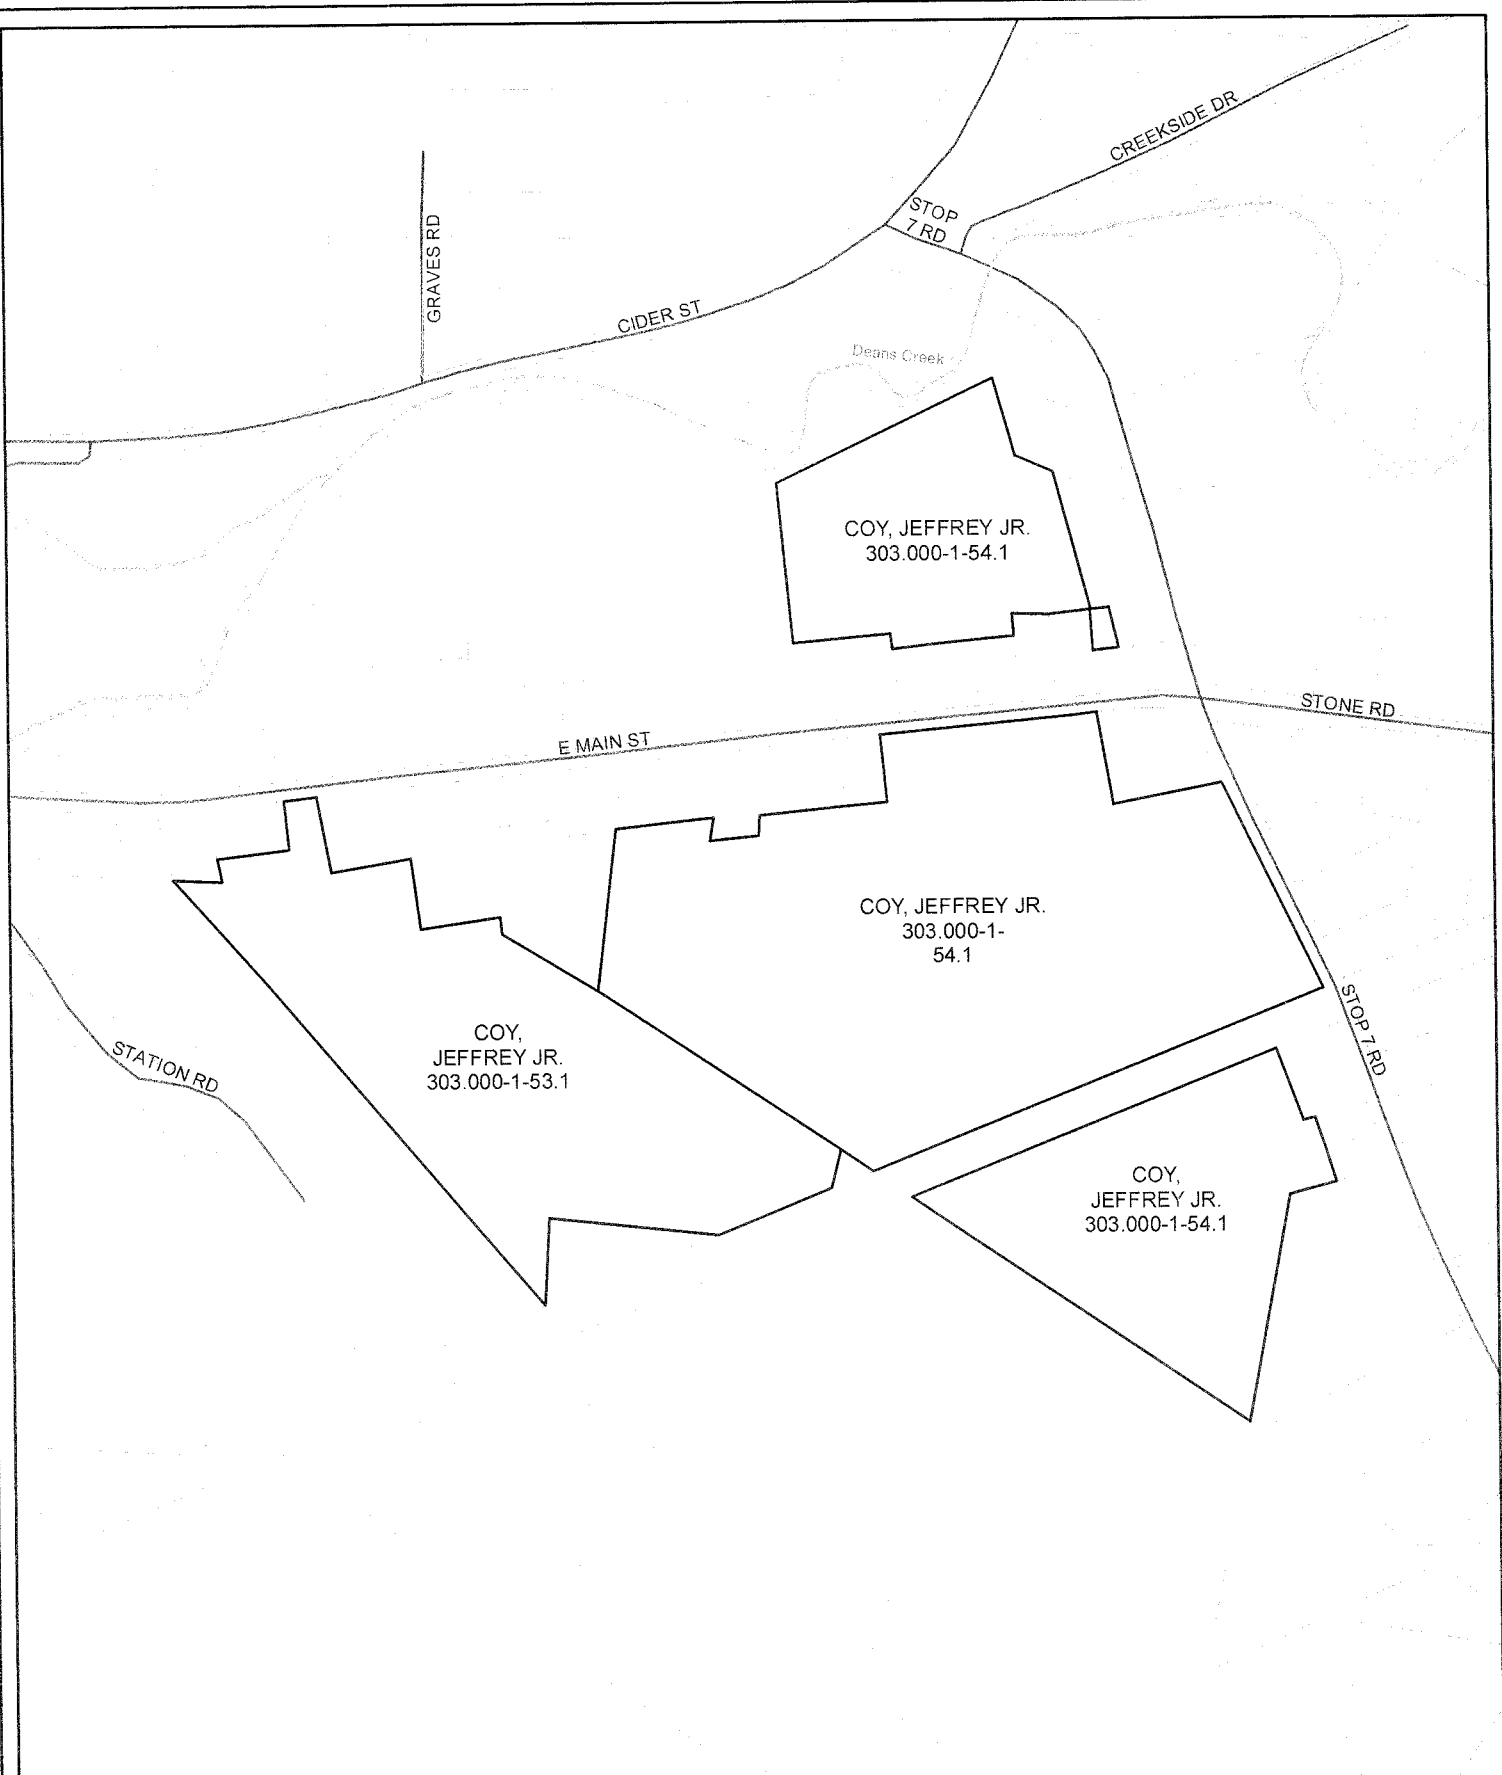 CREEKSIDE DR
STOP
7 RD
GRAVES RD
CIDER ST
Deans Creek
COY, JEFFREY JR.
303.000-1-54.1
STONE RD
E MAIN ST
COY, JEFFREY JR.
303.000-1-
54.1
STOP 7 RD
COY,
JEFFREY JR.
303.000-1-53.1
STATION RD
COY,
JEFFREY JR.
303.000-1-54.1